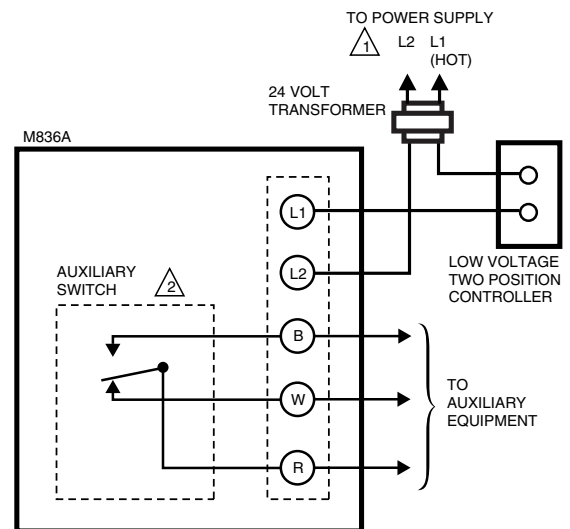 TO POWER SUPPLY
1 L2 L1
(HOT)
24 VOLT
TRANSFORMER
M836A
L1
L2
LOW VOLTAGE
TWO POSITION
CONTROLLER
AUXILIARY
SWITCH 2
B
W
R
TO
AUXILIARY
EQUIPMENT